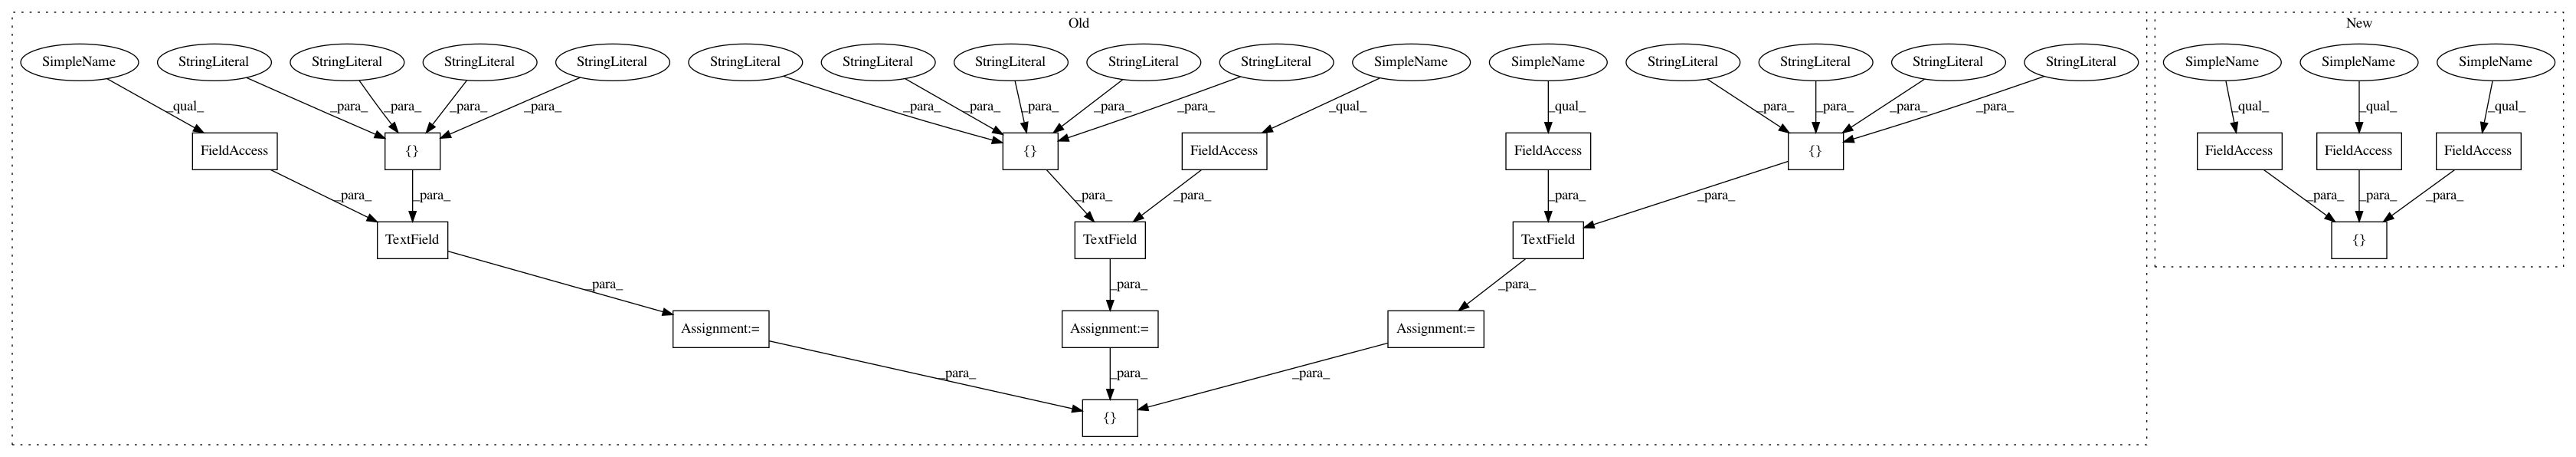 Old
New
SimpleName StringLiteral StringLiteral StringLiteral StringLiteral StringLiteral StringLiteral StringLiteral StringLiteral StringLiteral SimpleName SimpleName StringLiteral StringLiteral StringLiteral StringLiteral SimpleName SimpleName SimpleName
_qual_ _para_ _para_ _para_ _para_ _para_ _para_ _para_ _para_ _para_ _qual_ _qual_ _para_ _para_ _para_ _para_ _qual_ _qual_ _qual_
FieldAccess {} {} FieldAccess FieldAccess {} FieldAccess FieldAccess FieldAccess
_para_ _para_ _para_ _para_ _para_ _para_ _para_ _para_ _para_
TextField TextField TextField {}
_para_ _para_ _para_
Assignment:= Assignment:= Assignment:=
_para_ _para_ _para_
{}